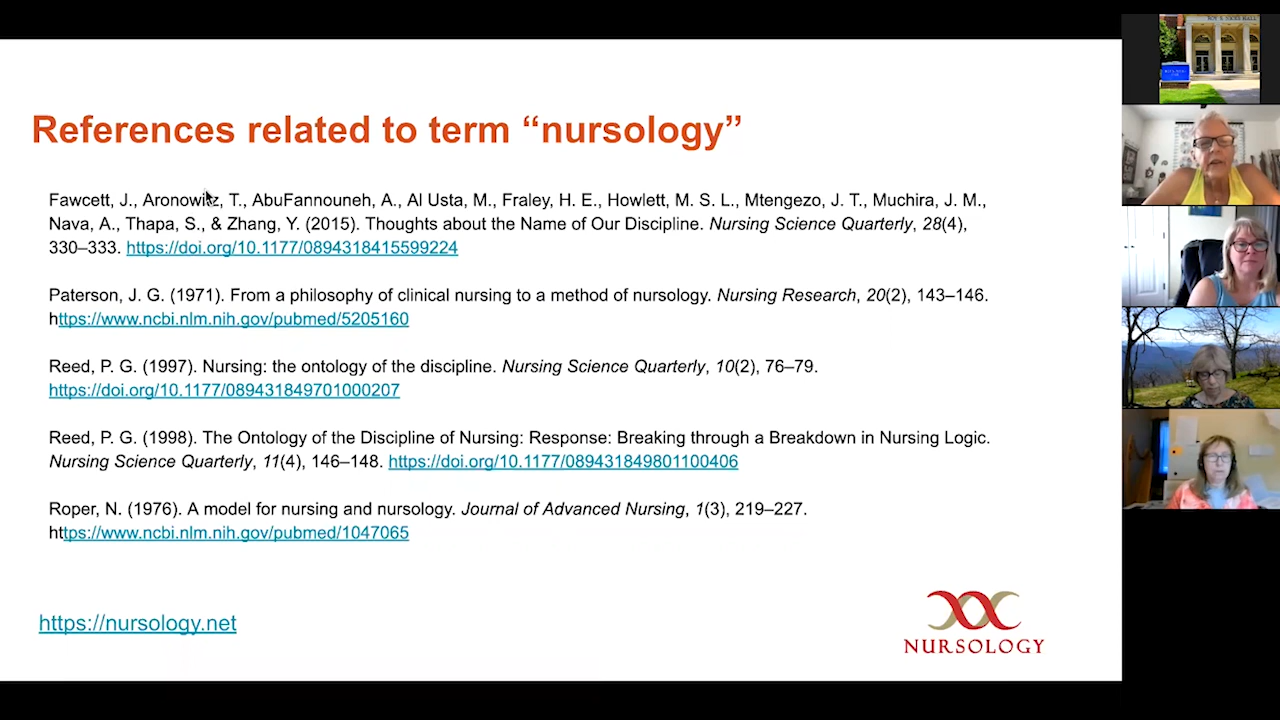 References related to term “nursology”
Fawcett, J., Aronowitz, T., AbuFannouneh, A., Al Usta, M., Fraley, H. E., Howlett, M. S. L., Mtengezo, J. T., Muchira, J. M.,
Nava, A., Thapa, S., & Zhang, Y. (2015). Thoughts about the Name of Our Discipline. Nursing Science Quarterly, 28(4),
330–333. https://doi.org/10.1177/0894318415599224
Paterson, J. G. (1971). From a philosophy of clinical nursing to a method of nursology. Nursing Research, 20(2), 143–146.
https://www.ncbi.nlm.nih.gov/pubmed/5205160
Reed, P. G. (1997). Nursing: the ontology of the discipline. Nursing Science Quarterly, 10(2), 76–79.
https://doi.org/10.1177/089431849701000207
Reed, P. G. (1998). The Ontology of the Discipline of Nursing: Response: Breaking through a Breakdown in Nursing Logic.
Nursing Science Quarterly, 11(4), 146–148. https://doi.org/10.1177/089431849801100406
Roper, N. (1976). A model for nursing and nursology. Journal of Advanced Nursing, 1(3), 219–227.
https://www.ncbi.nlm.nih.gov/pubmed/1047065
https://nursology.net
NURSOLOGY